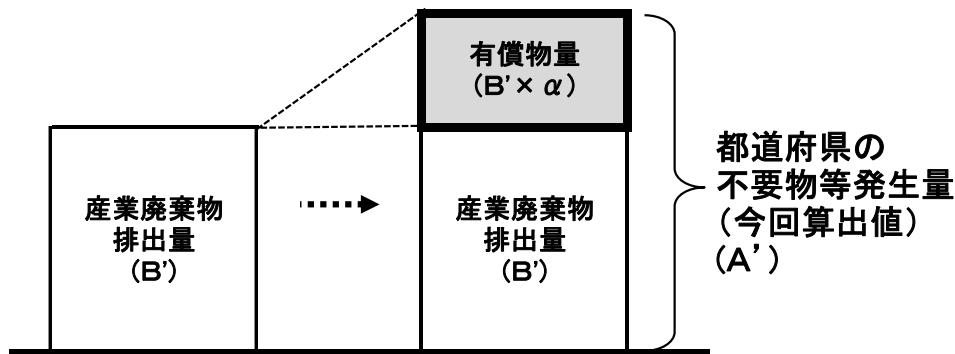 有償物量
(B'× α)
産業廃棄物
排出量
(B')
産業廃棄物
排出量
(B')
都道府県の
不要物等発生量
(今回算出値)
(A')